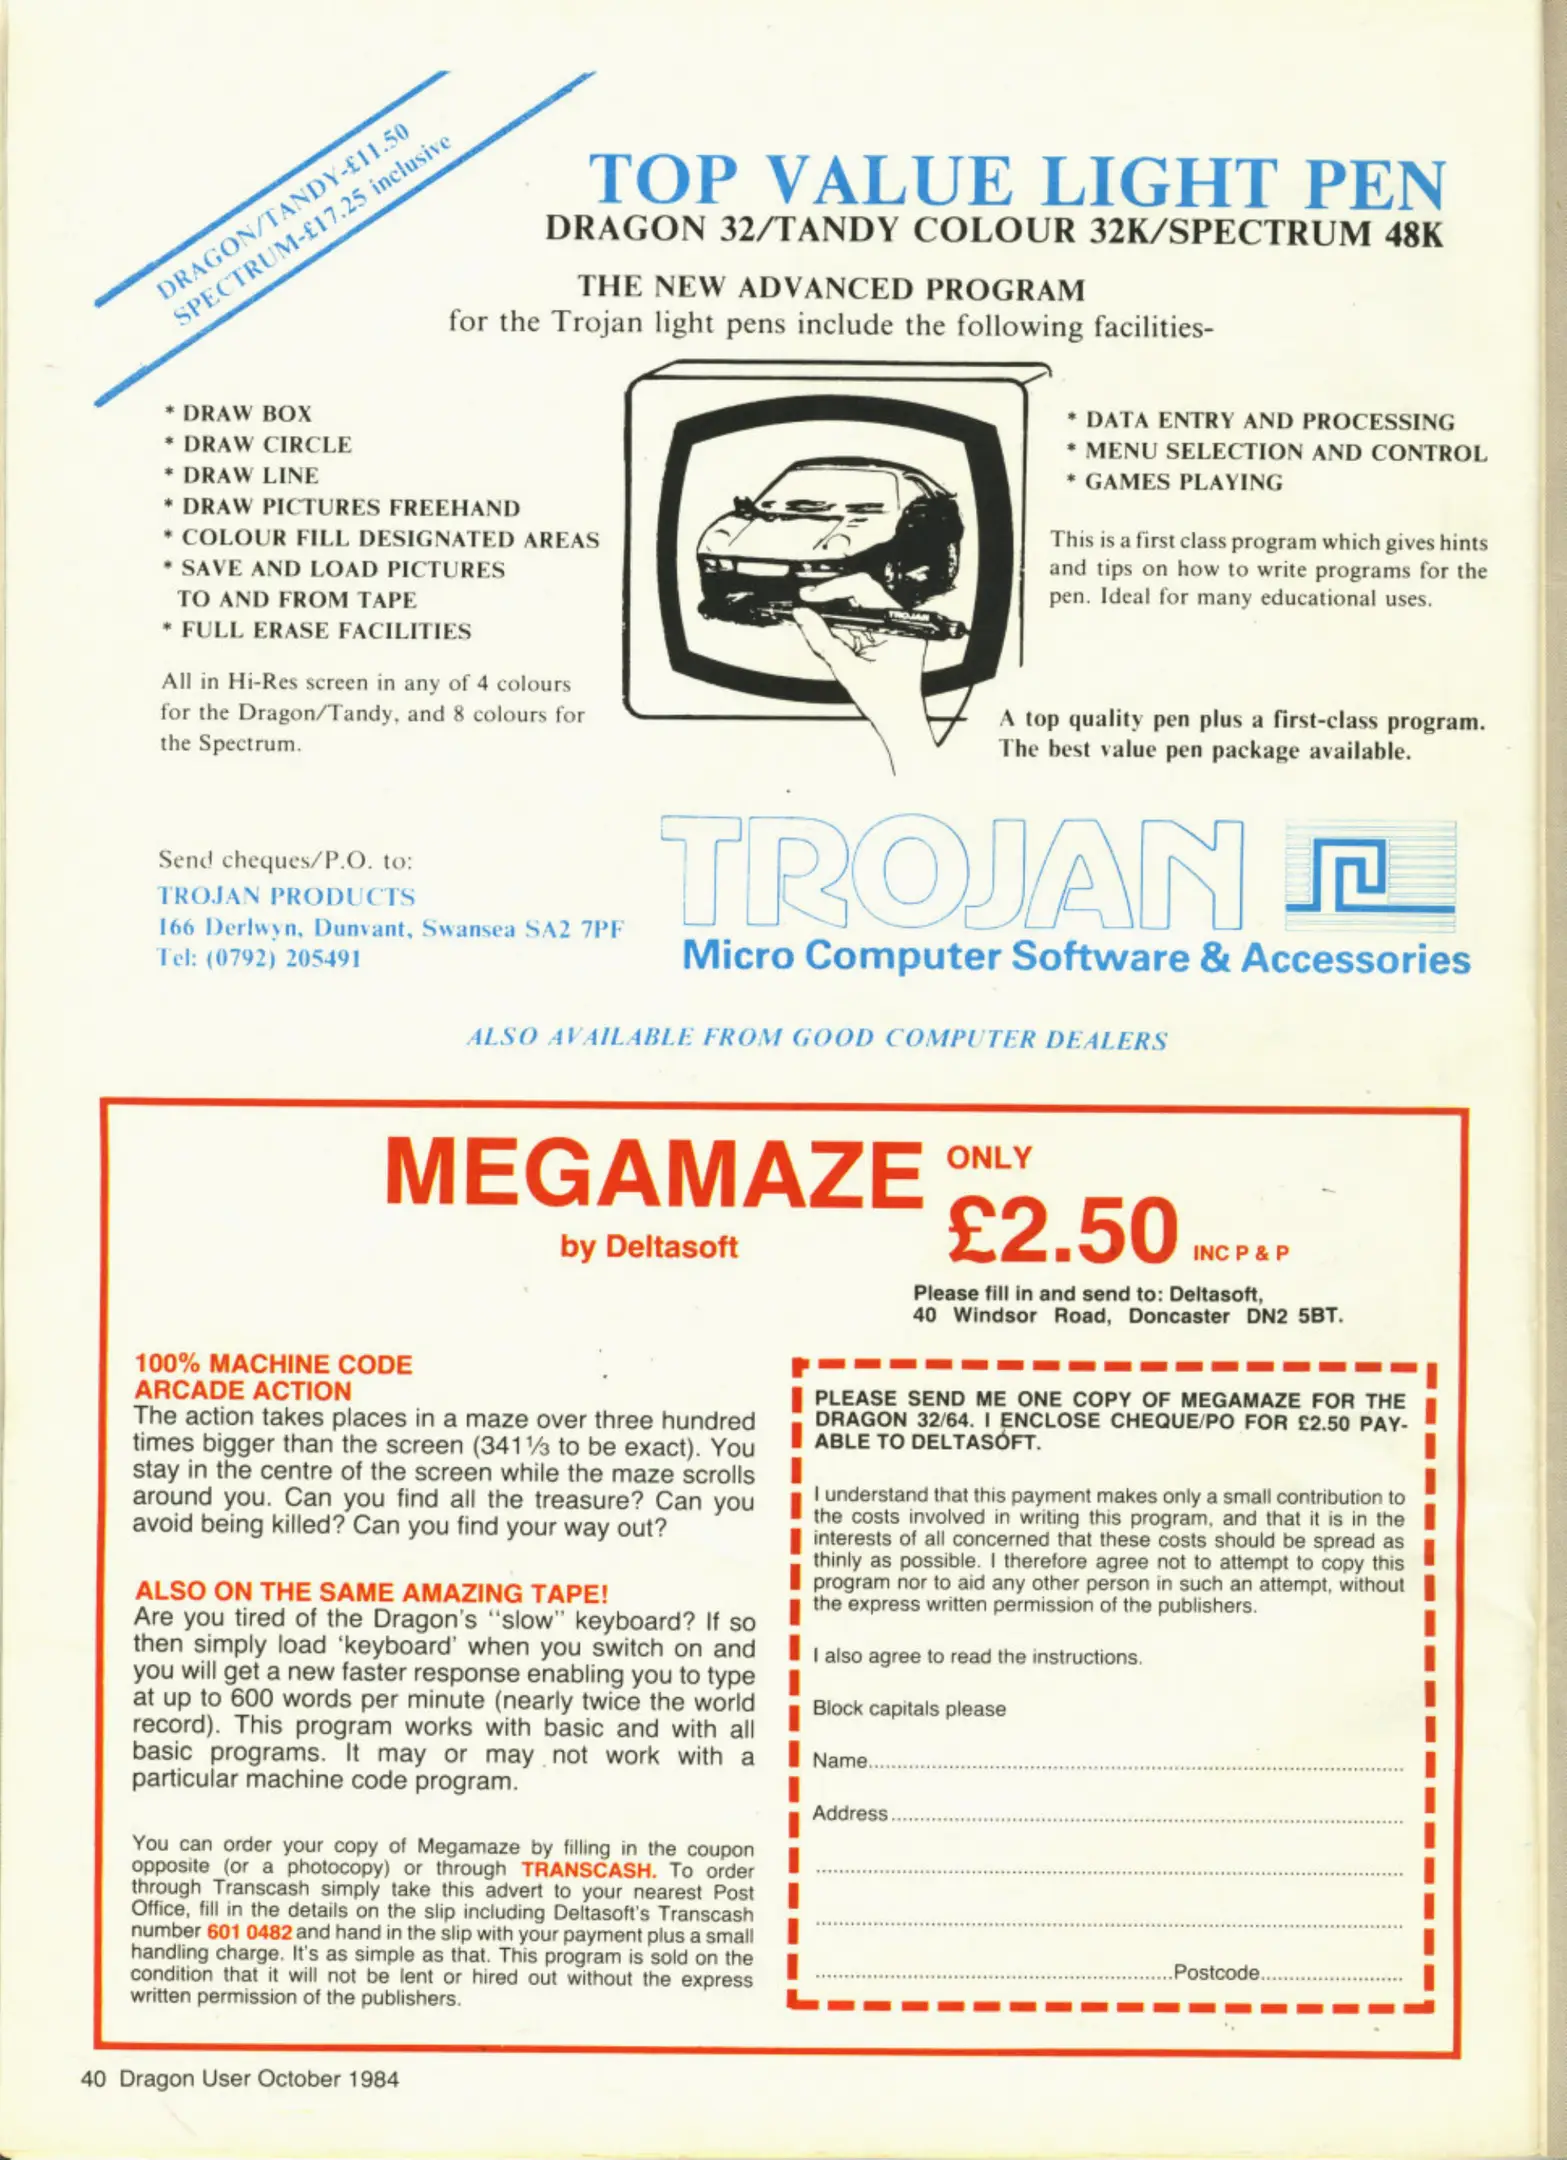 DRAGON/TANDY-£11.50
SPECTRUM-£17.25 inclusive
TOP VALUE LIGHT PEN
DRAGON 32/TANDY COLOUR 32K/SPECTRUM 48K
THE NEW ADVANCED PROGRAM
for the Trojan light pens include the following facilities-
* DRAW BOX
* DRAW CIRCLE
* DRAW LINE
* DRAW PICTURES FREEHAND
* COLOUR FILL DESIGNATED AREAS
* SAVE AND LOAD PICTURES
TO AND FROM TAPE
* FULL ERASE FACILITIES
All in Hi-Res screen in any of 4 colours
for the Dragon/Tandy, and 8 colours for
the Spectrum.
TROJAN
* DATA ENTRY AND PROCESSING
* MENU SELECTION AND CONTROL
* GAMES PLAYING
This is a first class program which gives hints
and tips on how to write programs for the
pen. Ideal for many educational uses.
A top quality pen plus a first-class program.
The best value pen package available.
Send cheques/P.O. to:
TROJAN PRODUCTS
166 Derlwyn, Dunvant, Swansea SA2 7PF
Tel: (0792) 205491
TROJAN
Micro Computer Software & Accessories
ALSO AVAILABLE FROM GOOD COMPUTER DEALERS
MEGAMAZE
by Deltasoft
ONLY
£2.50 INC P & P
Please fill in and send to: Deltasoft,
40 Windsor Road, Doncaster DN2 5BT.
100% MACHINE CODE
ARCADE ACTION
The action takes places in a maze over three hundred
times bigger than the screen (341⅓ to be exact). You
stay in the centre of the screen while the maze scrolls
around you. Can you find all the treasure? Can you
avoid being killed? Can you find your way out?
ALSO ON THE SAME AMAZING TAPE!
Are you tired of the Dragon's "slow" keyboard? If so
then simply load 'keyboard' when you switch on and
you will get a new faster response enabling you to type
at up to 600 words per minute (nearly twice the world
record). This program works with basic and with all
basic programs. It may or may not work with a
particular machine code program.
You can order your copy of Megamaze by filling in the coupon
opposite (or a photocopy) or through TRANSCASH. To order
through Transcash simply take this advert to your nearest Post
Office, fill in the details on the slip including Deltasoft's Transcash
number 601 0482 and hand in the slip with your payment plus a small
handling charge. It's as simple as that. This program is sold on the
condition that it will not be lent or hired out without the express
written permission of the publishers.
PLEASE SEND ME ONE COPY OF MEGAMAZE FOR THE
DRAGON 32/64. I ENCLOSE CHEQUE/PO FOR £2.50 PAY-
ABLE TO DELTASOFT.
I understand that this payment makes only a small contribution to
the costs involved in writing this program, and that it is in the
interests of all concerned that these costs should be spread as
thinly as possible. I therefore agree not to attempt to copy this
program nor to aid any other person in such an attempt, without
the express written permission of the publishers.
I also agree to read the instructions.
Block capitals please
Name
Address
Postcode
40 Dragon User October 1984